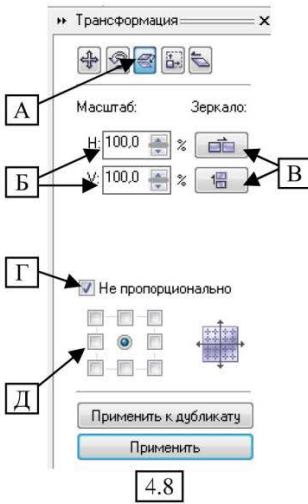 Трансформация
А
Масштаб: Зеркало:
H: 100,0 %
Б
В
V: 100,0 %
Г
Не пропорционально
Д
Применить к дубликату
Применить
4.8